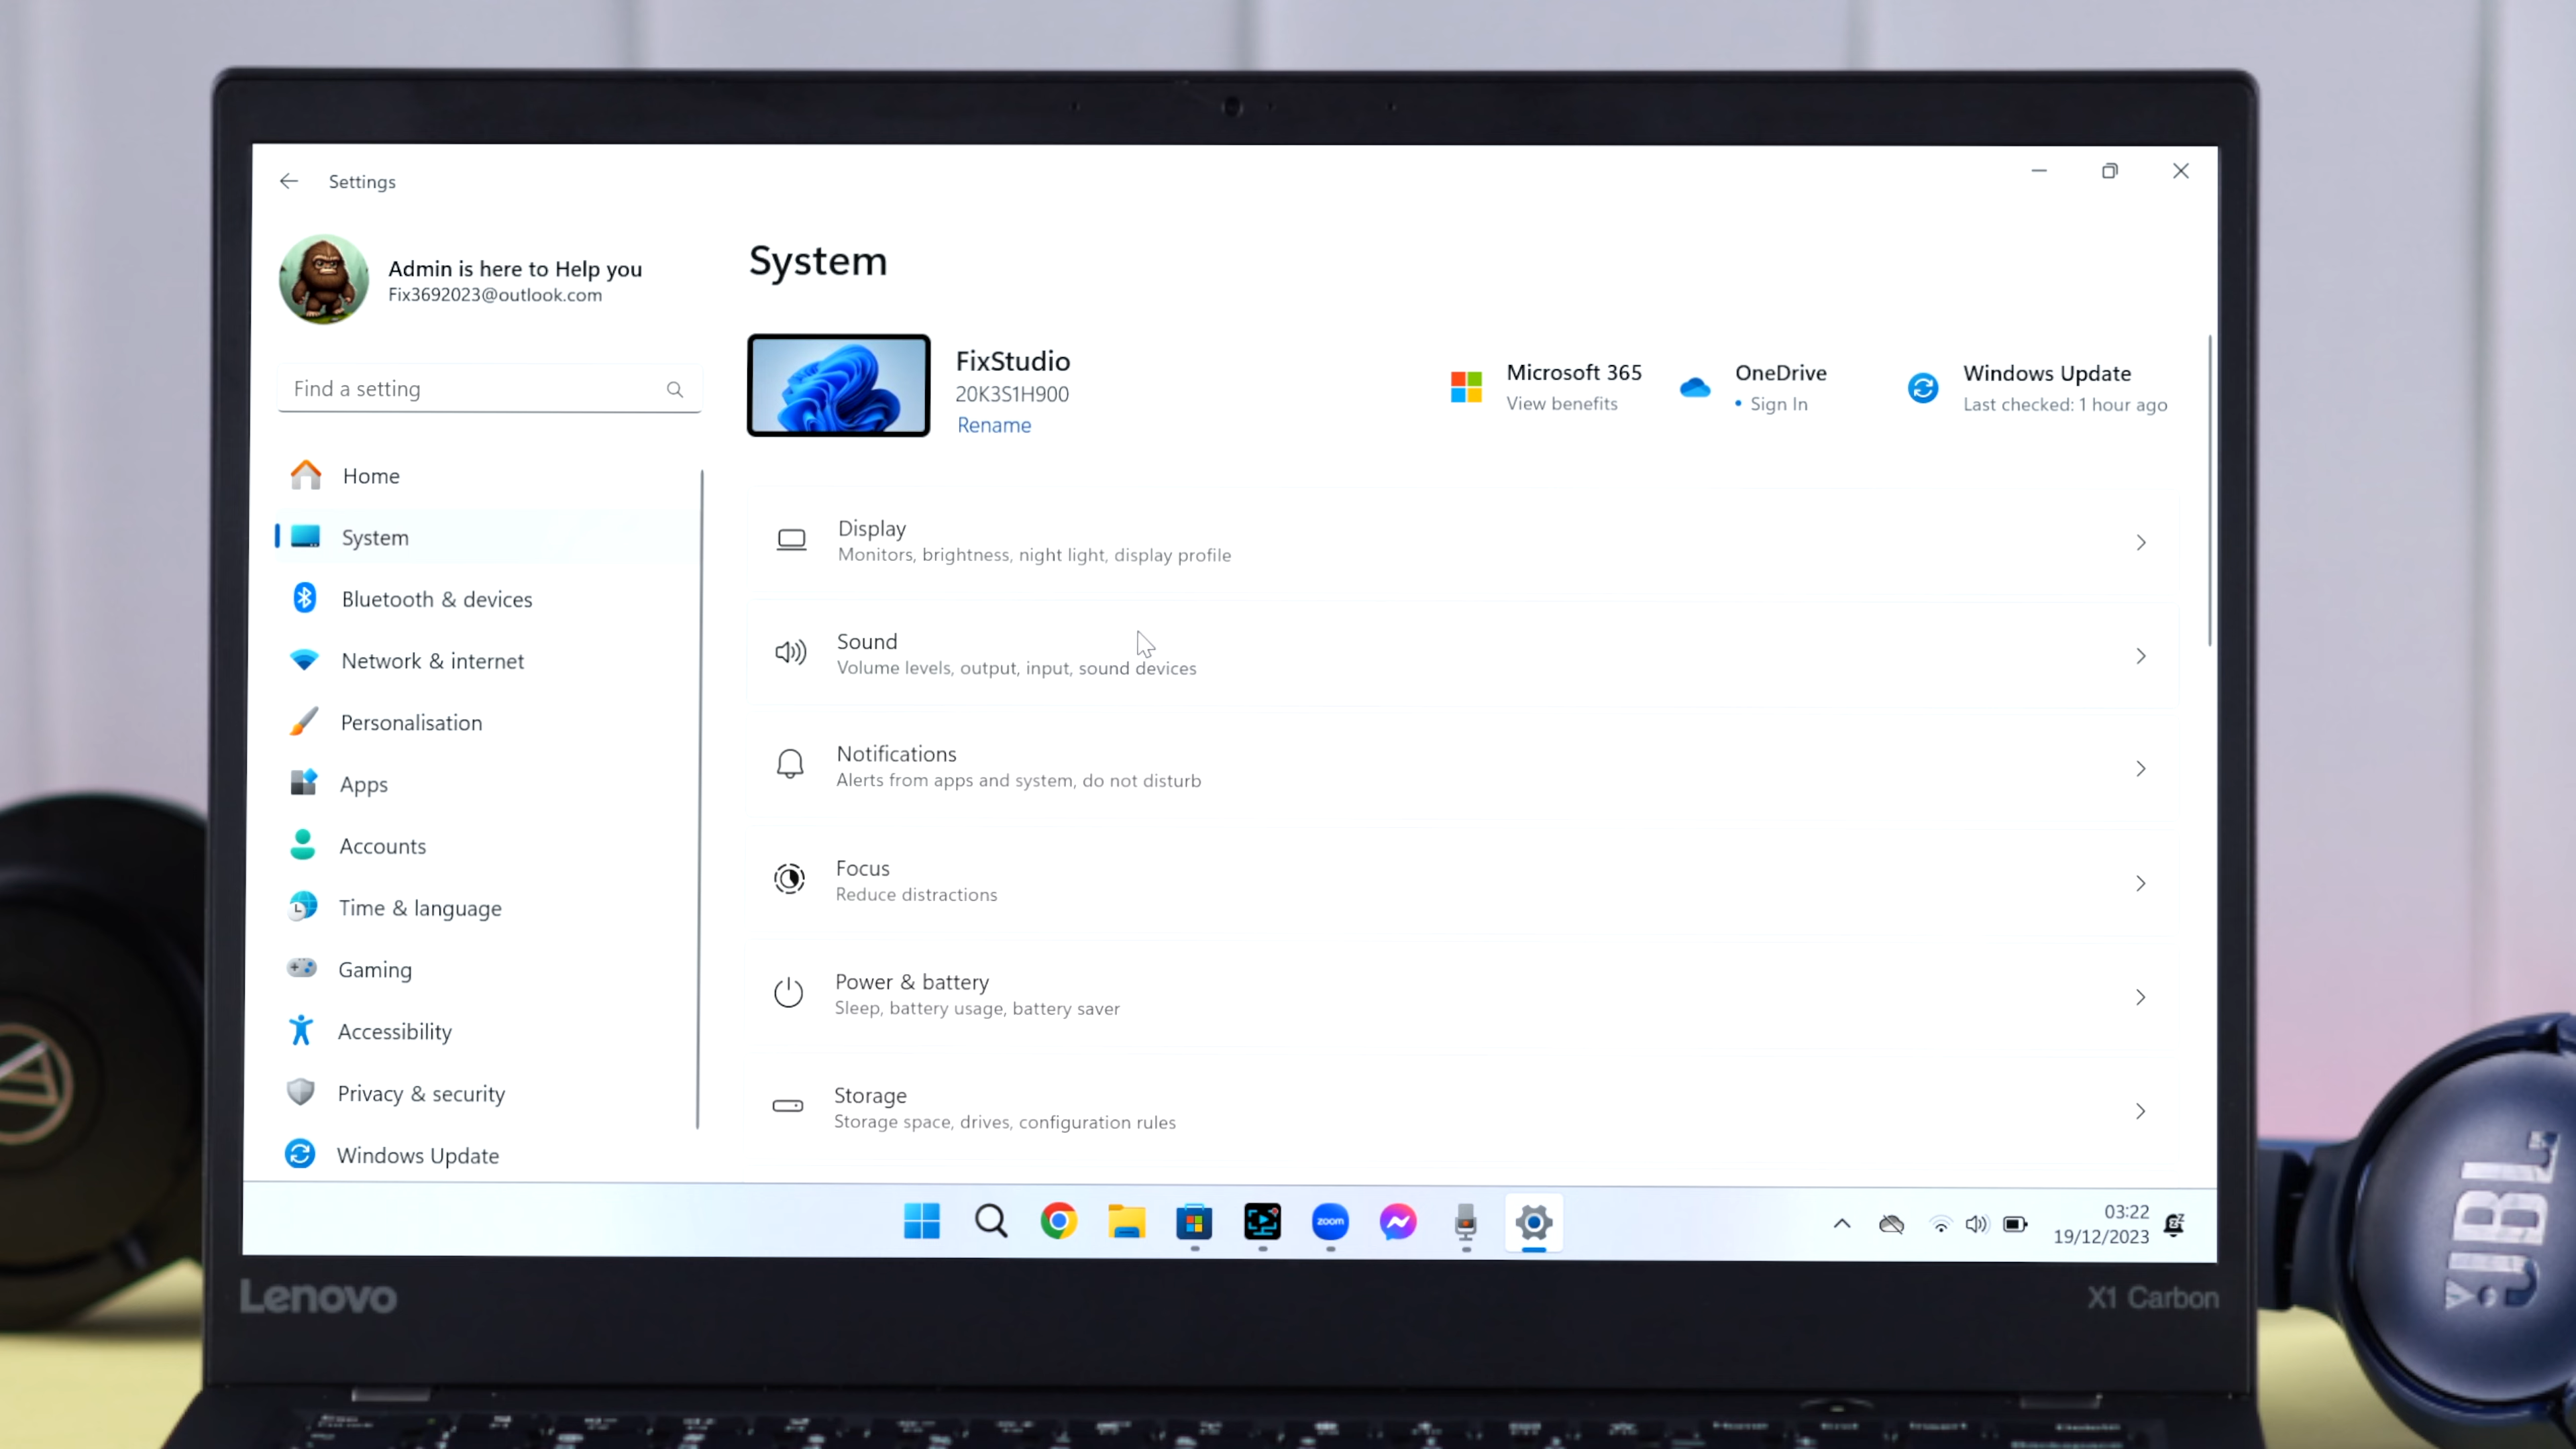 Settings
Admin is here to Help you
Fix3692023@outlook.com
Find a setting
Home
System
Bluetooth & devices
Network & internet
Personalisation
Apps
Accounts
Time & language
Gaming
Accessibility
Privacy & security
Windows Update
System
FixStudio
20K3S1H900
Rename
Microsoft 365
View benefits
OneDrive
• Sign In
Windows Update
Last checked: 1 hour ago
Display
Monitors, brightness, night light, display profile
Sound
Volume levels, output, input, sound devices
Notifications
Alerts from apps and system, do not disturb
Focus
Reduce distractions
Power & battery
Sleep, battery usage, battery saver
Storage
Storage space, drives, configuration rules
zoom
03:22
19/12/2023
Lenovo
X1 Carbon
JBL